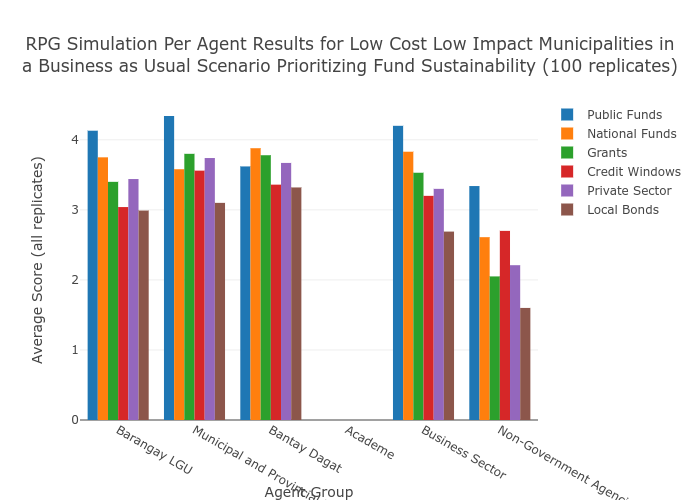 RPG Simulation Per Agent Results for Low Cost Low Impact Municipalities in
a Business as Usual Scenario Prioritizing Fund Sustainability (100 replicates)
Public Funds
National Funds
Grants
Credit Windows
Private Sector
Local Bonds
Average Score (all replicates)
4
3
2
1
0
Barangay LGU
Municipal and
Bantay Dagat
Academe
Business Sector
Non-Government
Agent Group